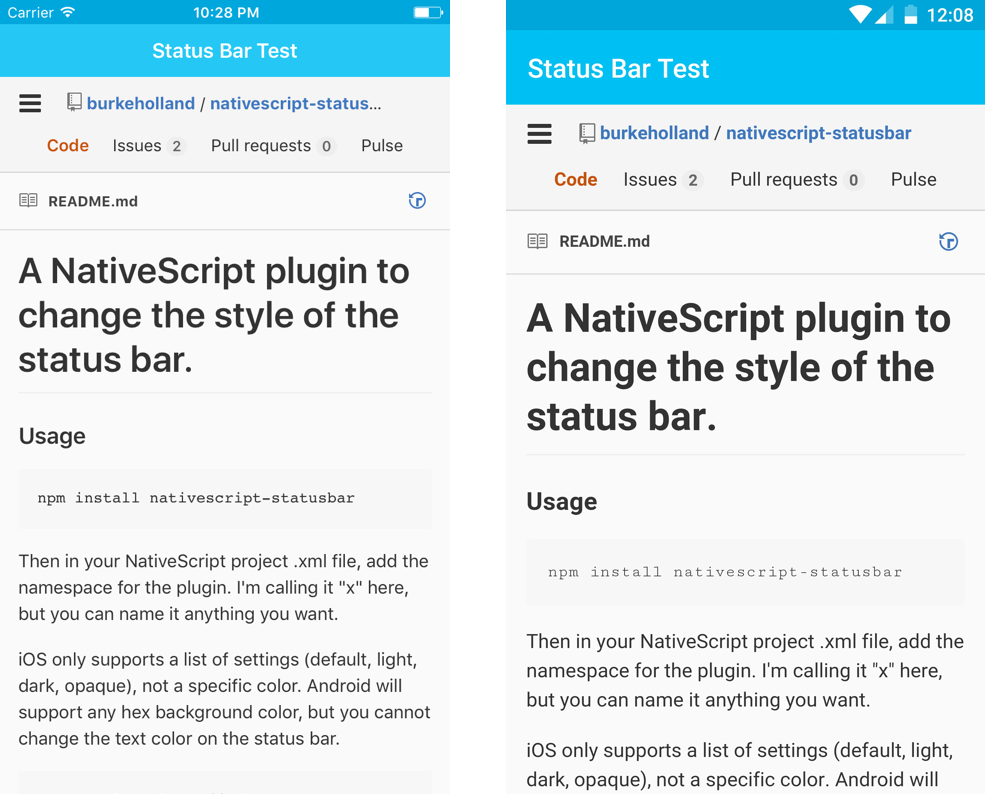 Carrier 10:28 PM
Status Bar Test
burkeholland / nativescript-status...
Code Issues 2 Pull requests 0 Pulse
README.md
A NativeScript plugin to
change the style of the
status bar.
Usage
npm install nativescript-statusbar
Then in your NativeScript project .xml file, add the
namespace for the plugin. I'm calling it "x" here,
but you can name it anything you want.
iOS only supports a list of settings (default, light,
dark, opaque), not a specific color. Android will
support any hex background color, but you cannot
change the text color on the status bar.
12:08
Status Bar Test
burkeholland / nativescript-statusbar
Code Issues 2 Pull requests 0 Pulse
README.md
A NativeScript plugin to
change the style of the
status bar.
Usage
npm install nativescript-statusbar
Then in your NativeScript project .xml file, add the
namespace for the plugin. I'm calling it "x" here,
but you can name it anything you want.
iOS only supports a list of settings (default, light,
dark, opaque), not a specific color. Android will